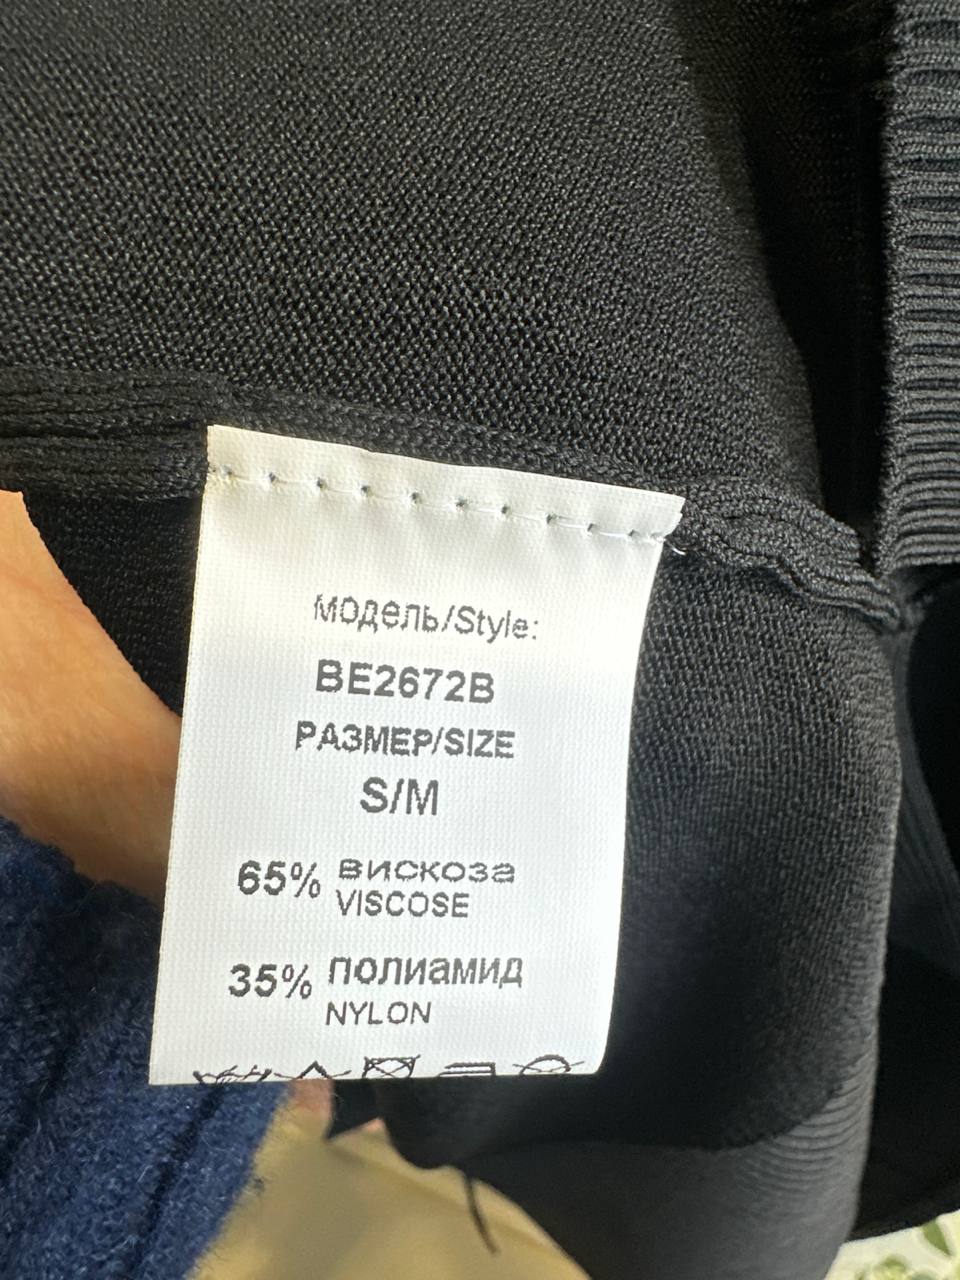 модель/Style:
BE2672B
РАЗМЕР/SIZE
S/M
65% вискоза
VISCOSE
35% полиамид
NYLON